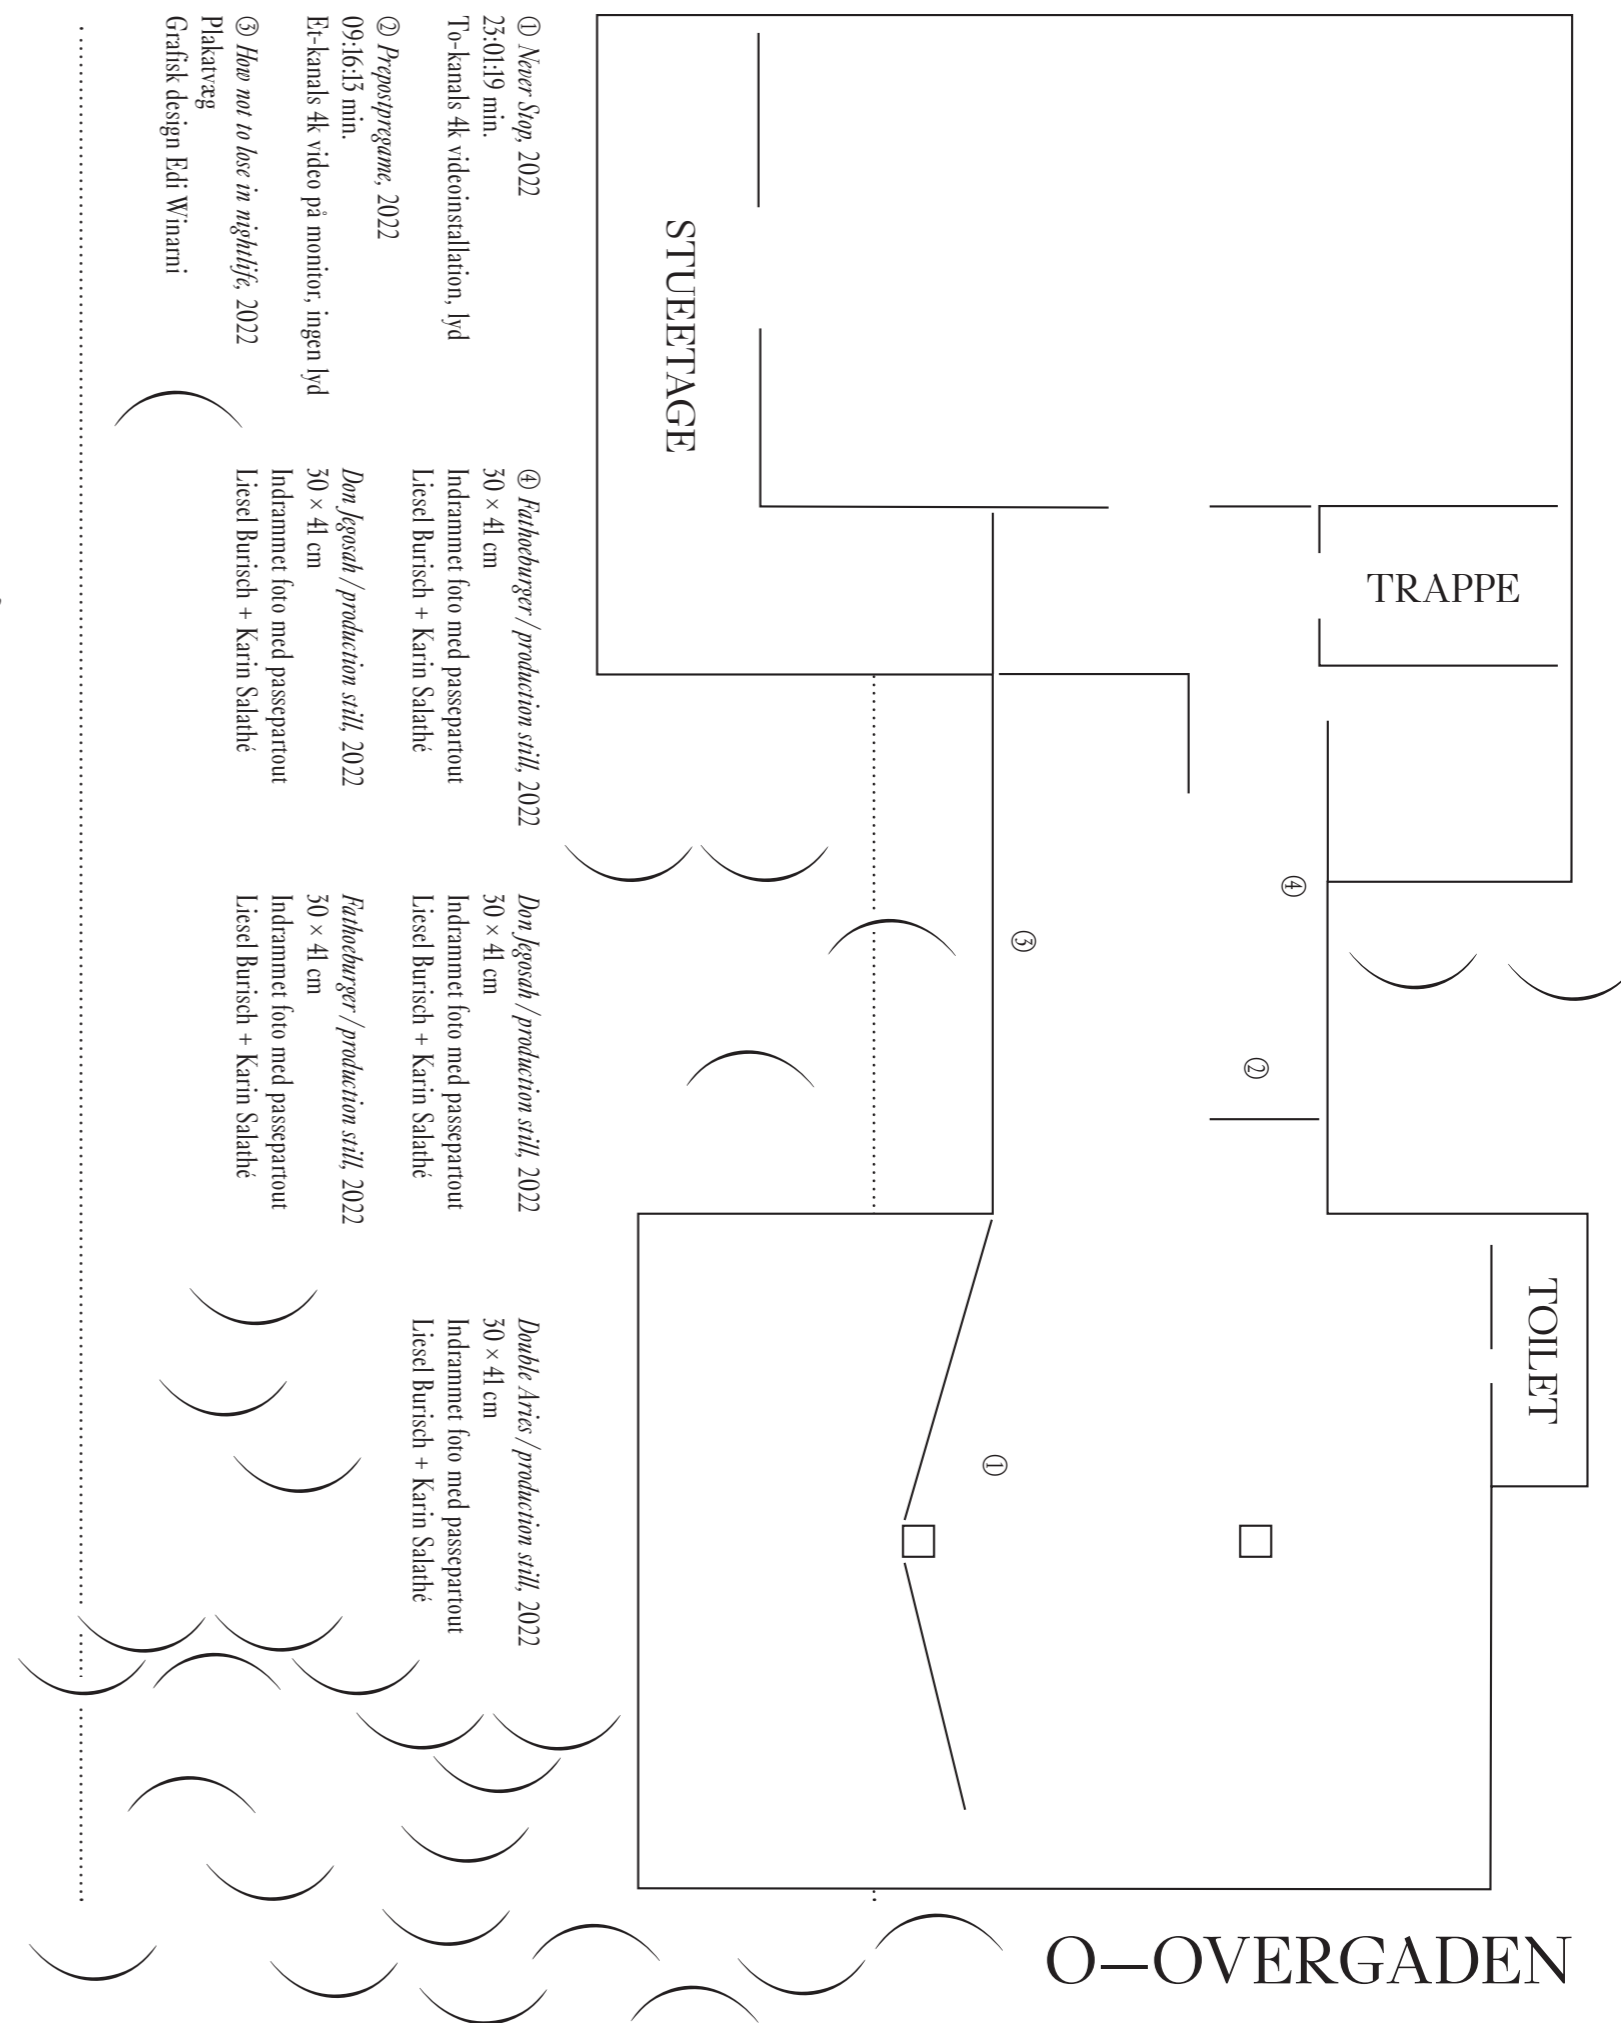 STUEETAGE
TRAPPE
TOILET
④
③
②
①
O—OVERGADEN
① Never Stop, 2022
23:01:19 min.
To-kanals 4k videoinstallation, lyd
② Prepostpregame, 2022
09:16:13 min.
Et-kanals 4k video på monitor, ingen lyd
③ How not to lose in nightlife, 2022
Plakatvæg
Grafisk design Edi Winarni
④ Fathoeburger / production still, 2022
30 × 41 cm
Indrammet foto med passepartout
Liesel Burisch + Karin Salathé
Don Jegosah / production still, 2022
30 × 41 cm
Indrammet foto med passepartout
Liesel Burisch + Karin Salathé
Don Jegosah / production still, 2022
30 × 41 cm
Indrammet foto med passepartout
Liesel Burisch + Karin Salathé
Fathoeburger / production still, 2022
30 × 41 cm
Indrammet foto med passepartout
Liesel Burisch + Karin Salathé
Double Aries / production still, 2022
30 × 41 cm
Indrammet foto med passepartout
Liesel Burisch + Karin Salathé